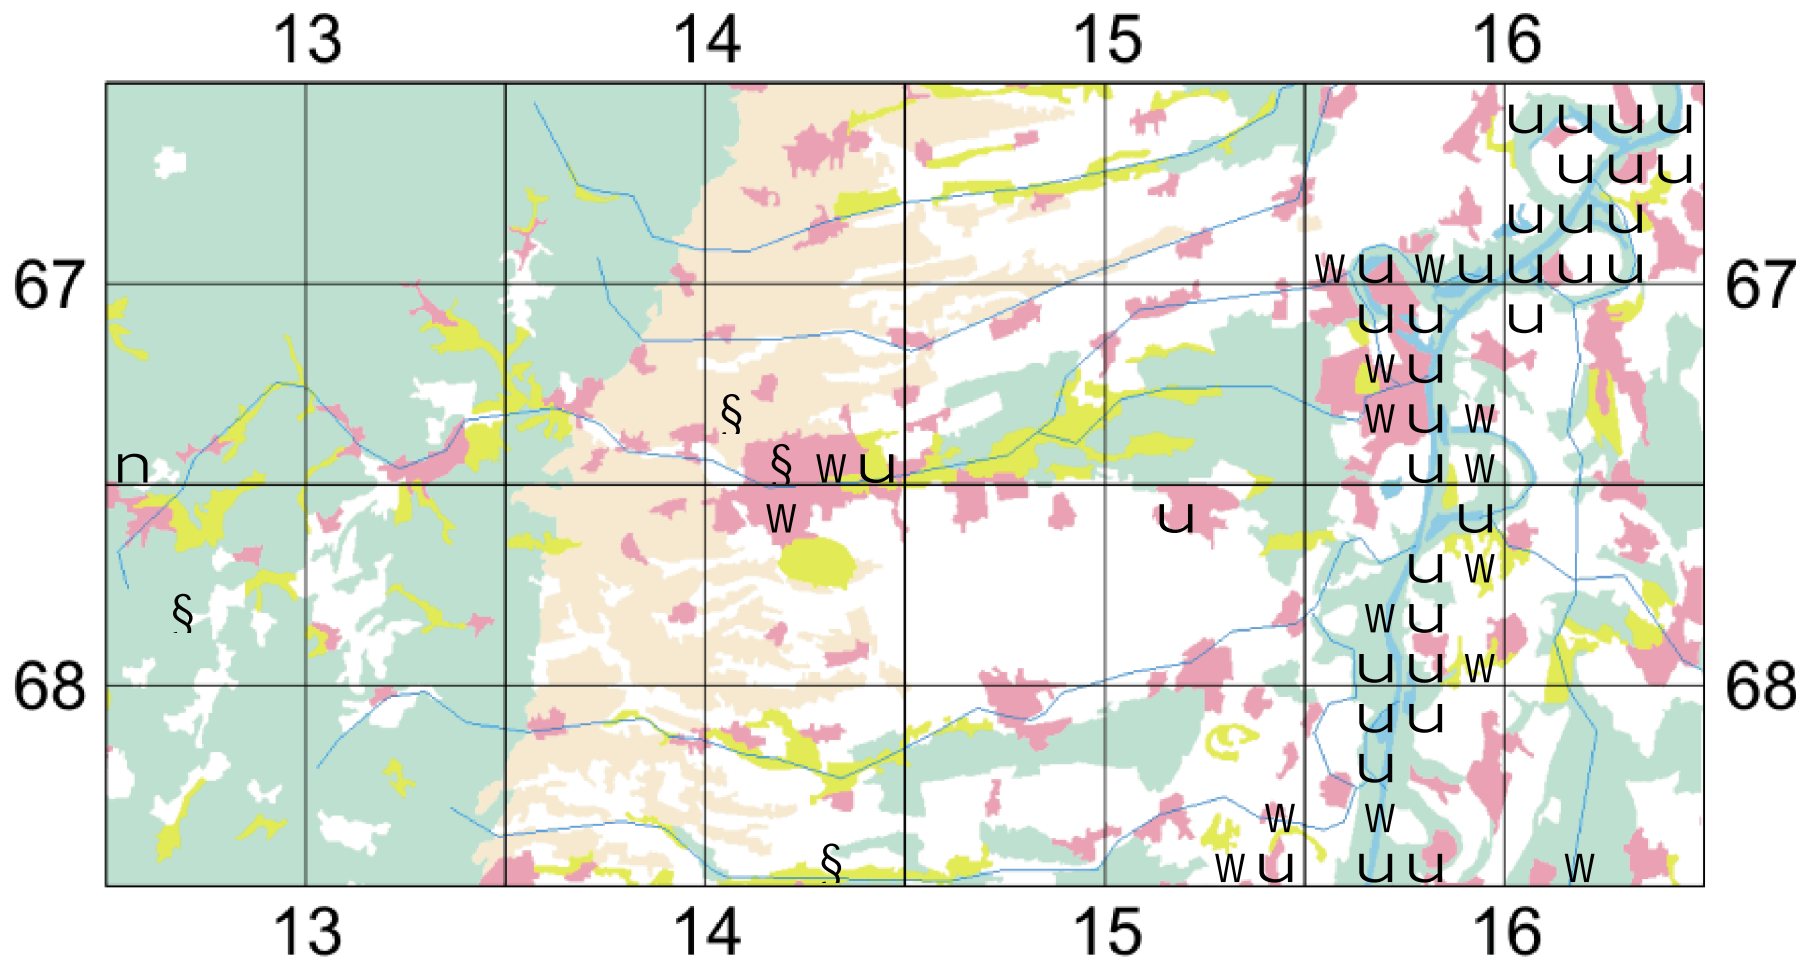 13 14 15 16
u u u u
u u u
u u u
67 w u w u u u u 67
u u u
w u
§
w u w
n § w u u w
w u u
u w
§ w u
u u w
68 68
u u
u
w w
§ w u u u w
13 14 15 16